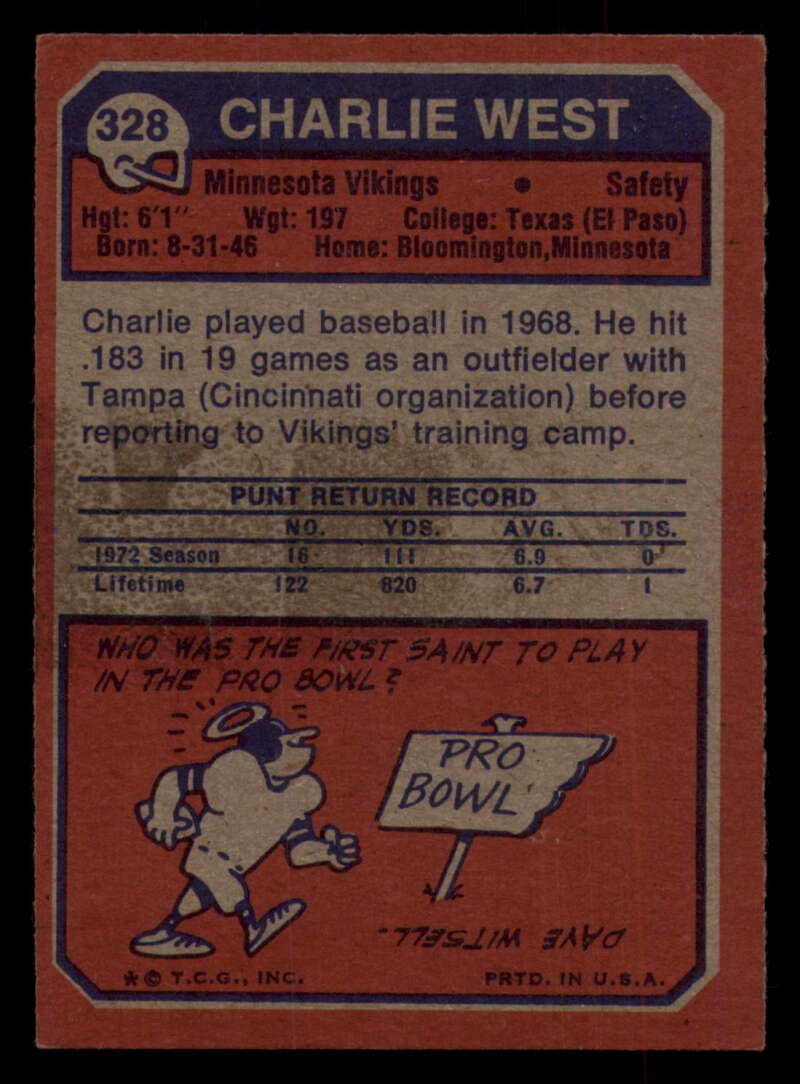 328
CHARLIE WEST
Minnesota Vikings • Safety
Hgt: 6'1" Wgt: 197 College: Texas (El Paso)
Born: 8-31-46 Home: Bloomington,Minnesota
Charlie played baseball in 1968. He hit
.183 in 19 games as an outfielder with
Tampa (Cincinnati organization) before
reporting to Vikings' training camp.
PUNT RETURN RECORD
NO. YDS. AVG. TDS.
1972 Season 16 111 6.9 0
Lifetime 122 820 6.7 1
WHO WAS THE FIRST SAINT TO PLAY
IN THE PRO BOWL?
PRO
BOWL
DAVE WITSELL.
* © T.C.G., INC. PRTD. IN U.S.A.